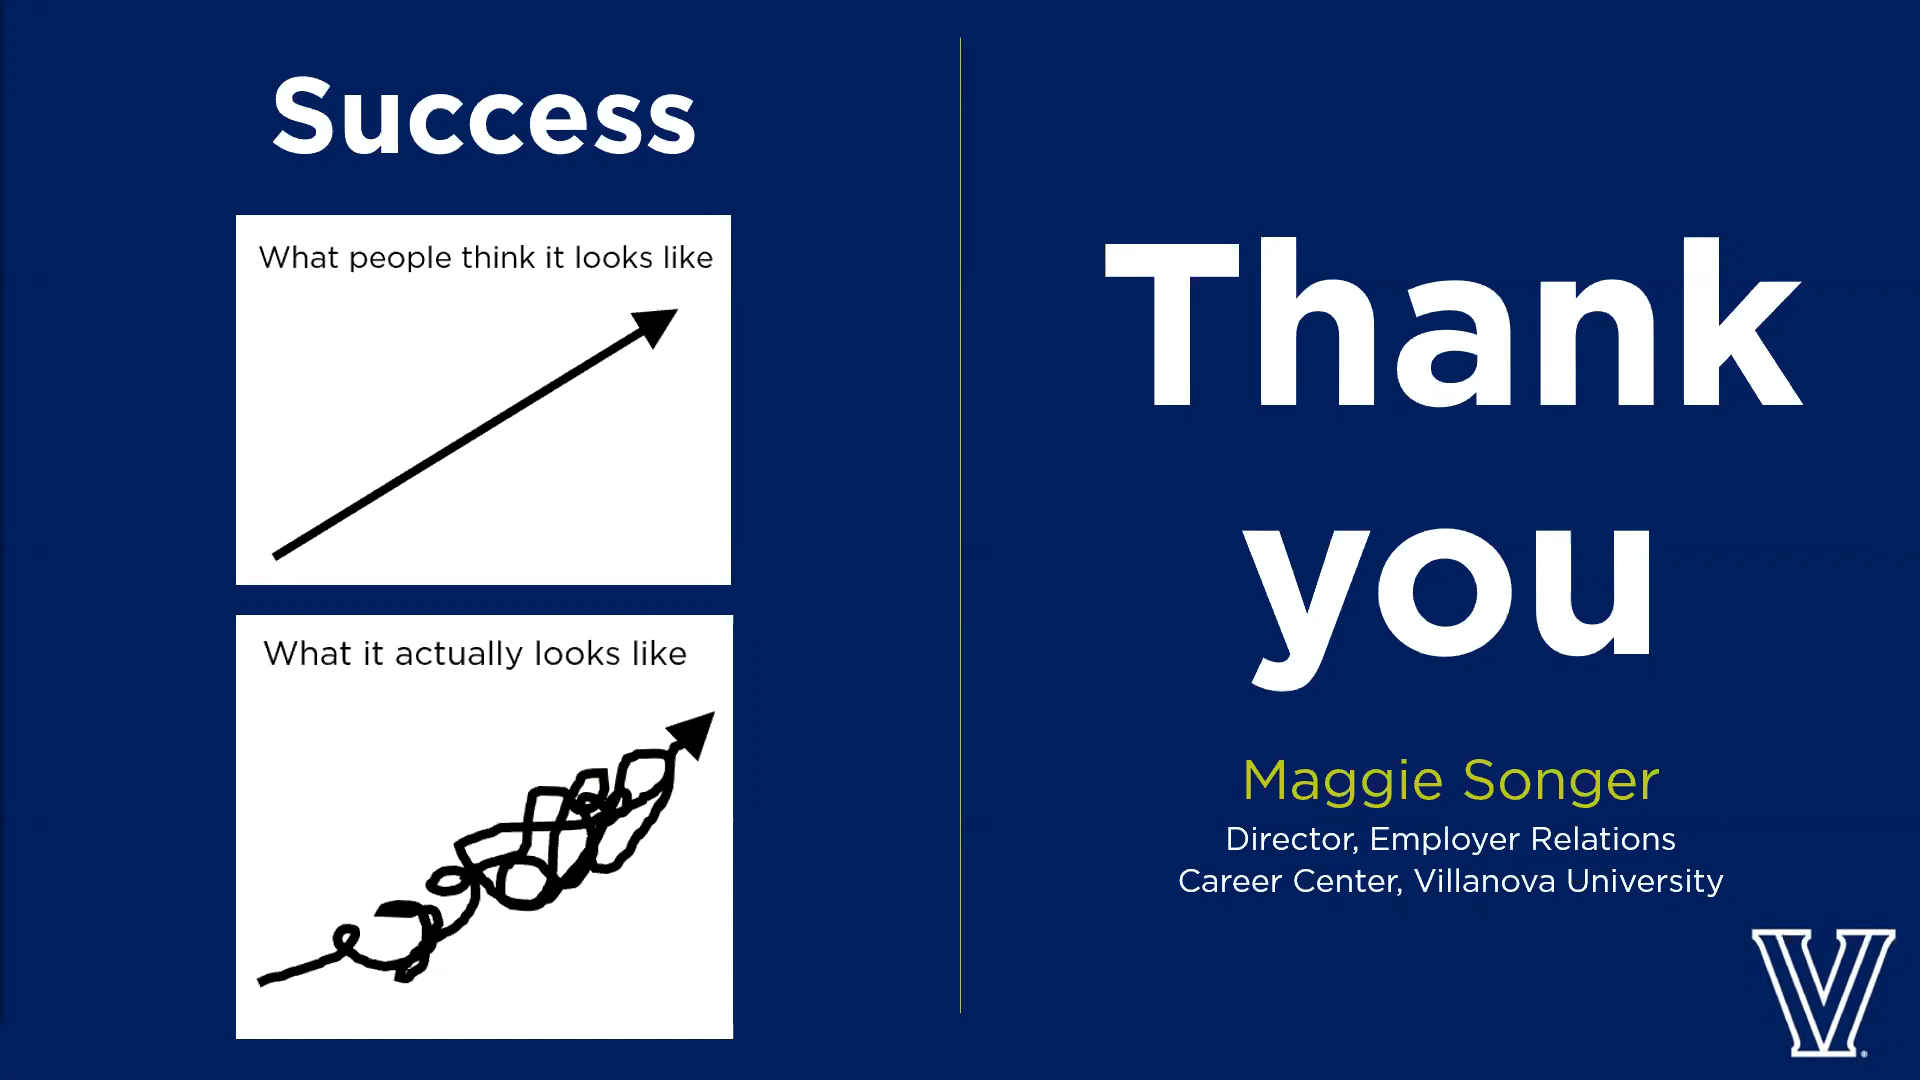 Success
What people think it looks like
What it actually looks like
Thank
you
Maggie Songer
Director, Employer Relations
Career Center, Villanova University
V